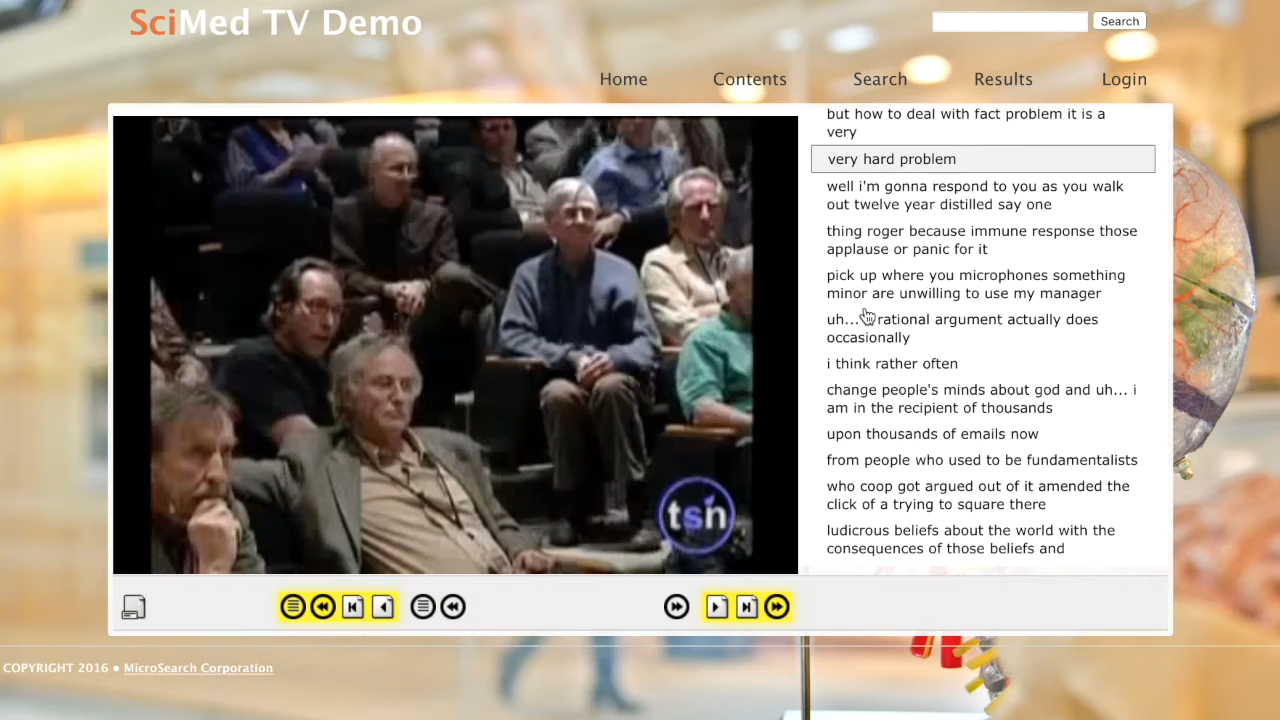 SciMed TV Demo
Search
Home Contents Search Results Login
but how to deal with fact problem it is a
very
very hard problem
well i'm gonna respond to you as you walk
out twelve year distilled say one
thing roger because immune response those
applause or panic for it
pick up where you microphones something
minor are unwilling to use my manager
uh... rational argument actually does
occasionally
i think rather often
change people's minds about god and uh... i
am in the recipient of thousands
upon thousands of emails now
from people who used to be fundamentalists
who coop got argued out of it amended the
click of a trying to square there
ludicrous beliefs about the world with the
consequences of those beliefs and
tsn
COPYRIGHT 2016 ● MicroSearch Corporation